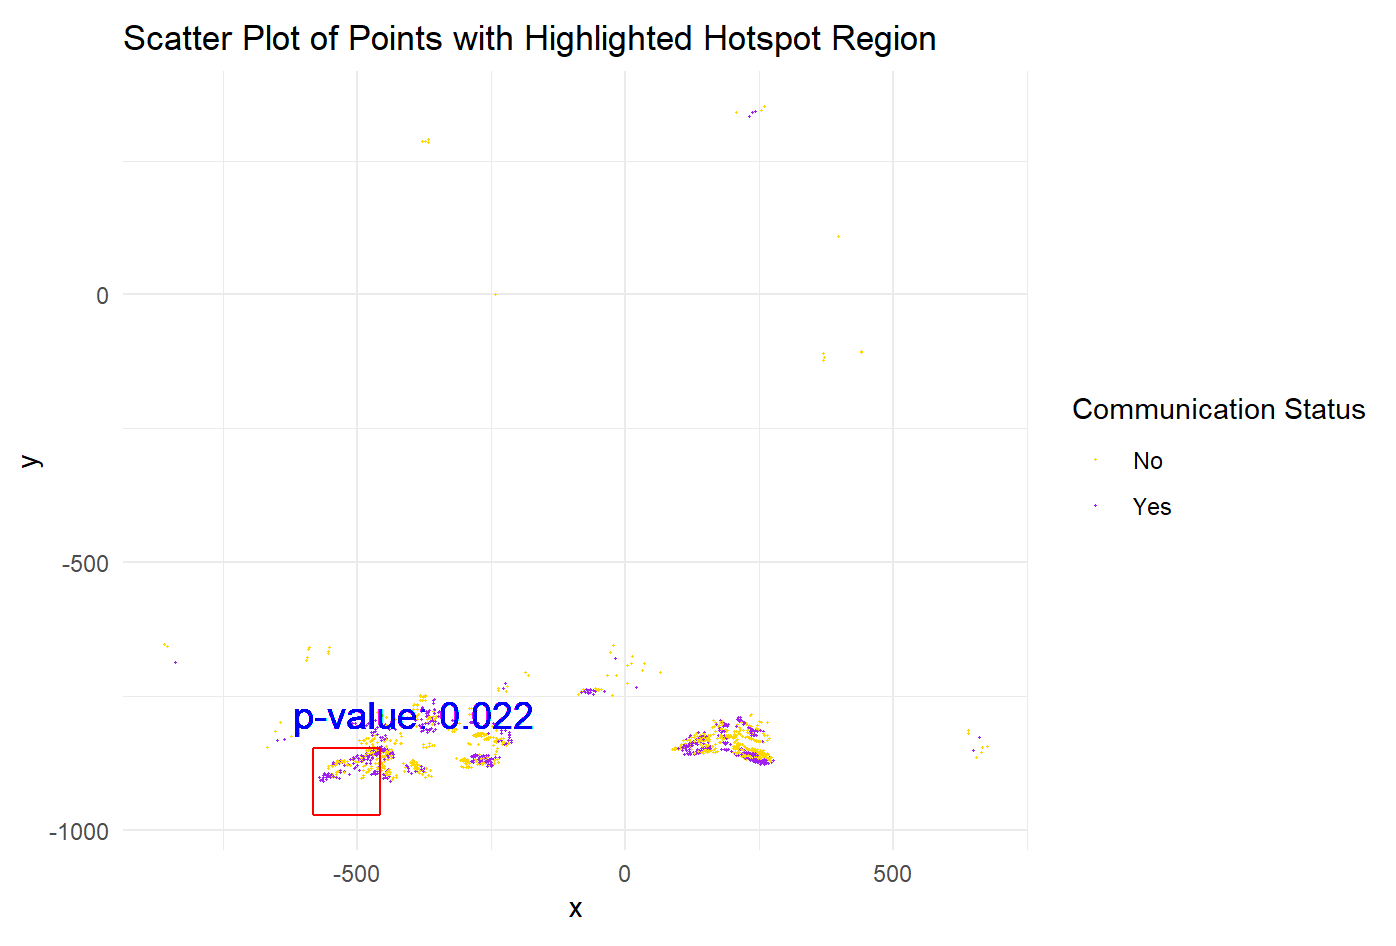 Scatter Plot of Points with Highlighted Hotspot Region
0
-500
-1000
y
p-value: 0.022
-500
0
500
x
Communication Status
No
Yes